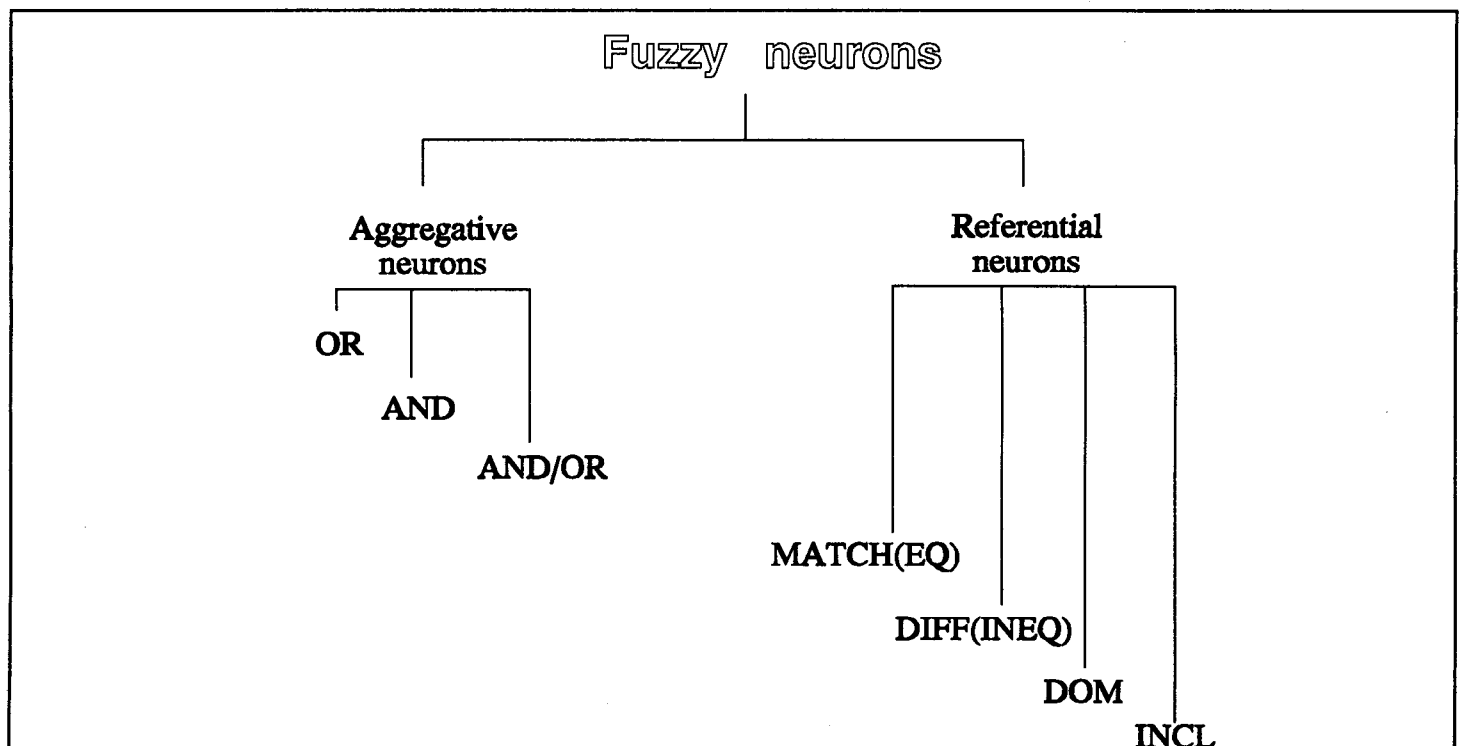 Fuzzy neurons
Aggregative
neurons
OR
AND
AND/OR
Referential
neurons
MATCH(EQ)
DIFF(INEQ)
DOM
INCL